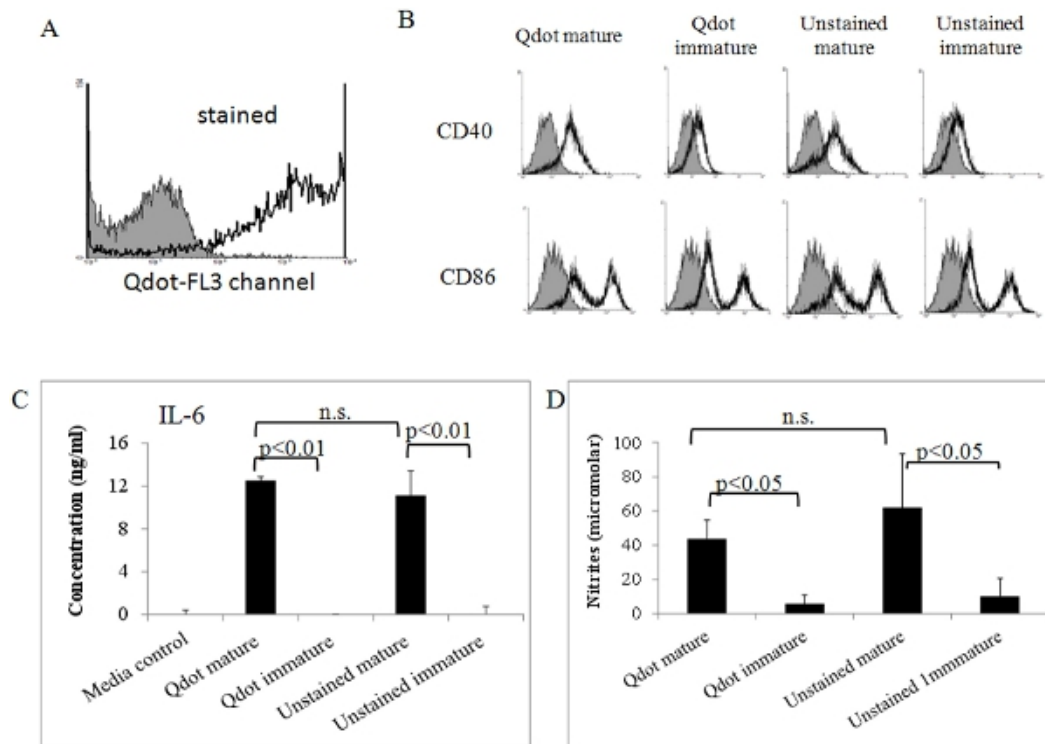 A
stained
Qdot-FL3 channel
B
Qdot mature
Qdot
immature
Unstained
mature
Unstained
immature
CD40
CD86
C
IL-6
n.s.
p<0.01
p<0.01
Concentration (ng/ml)
16
12
8
4
0
Media control
Qdot mature
Qdot immature
Unstained mature
Unstained immature
D
n.s.
p<0.05
p<0.05
Nitrites (micromolar)
100
80
60
40
20
0
Qdot mature
Qdot immature
Unstained mature
Unstained 1mmmature